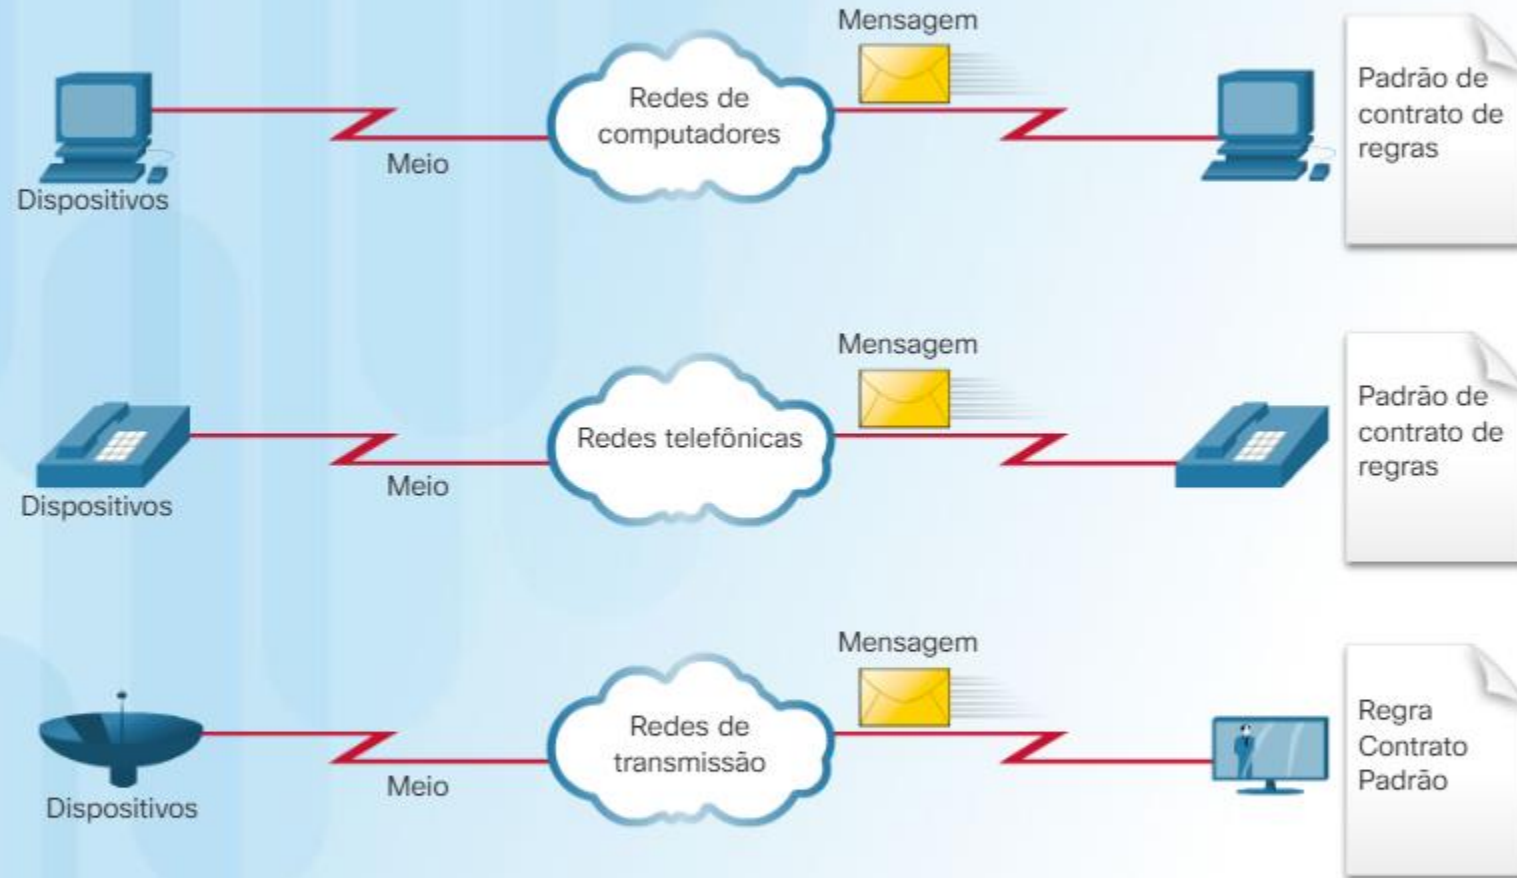 Mensagem
Redes de
computadores
Meio
Dispositivos
Padrão de
contrato de
regras
Mensagem
Redes telefônicas
Meio
Dispositivos
Padrão de
contrato de
regras
Mensagem
Redes de
transmissão
Meio
Dispositivos
Regra
Contrato
Padrão